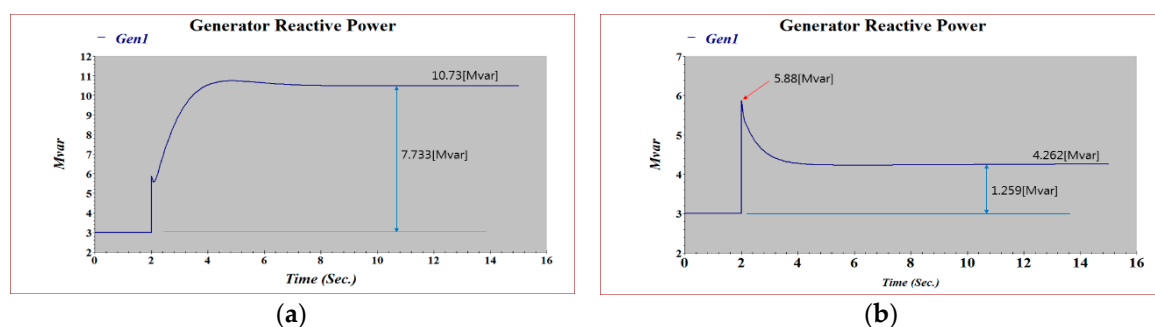 Generator Reactive Power
Gen1
12
11
10
9
8
7
6
5
4
3
2
Mvar
10.73[Mvar]
7.733[Mvar]
0 2 4 6 8 10 12 14 16
Time (Sec.)
(a)
Generator Reactive Power
Gen1
7
6
5
4
3
2
Mvar
5.88[Mvar]
4.262[Mvar]
1.259[Mvar]
0 2 4 6 8 10 12 14 16
Time (Sec.)
(b)